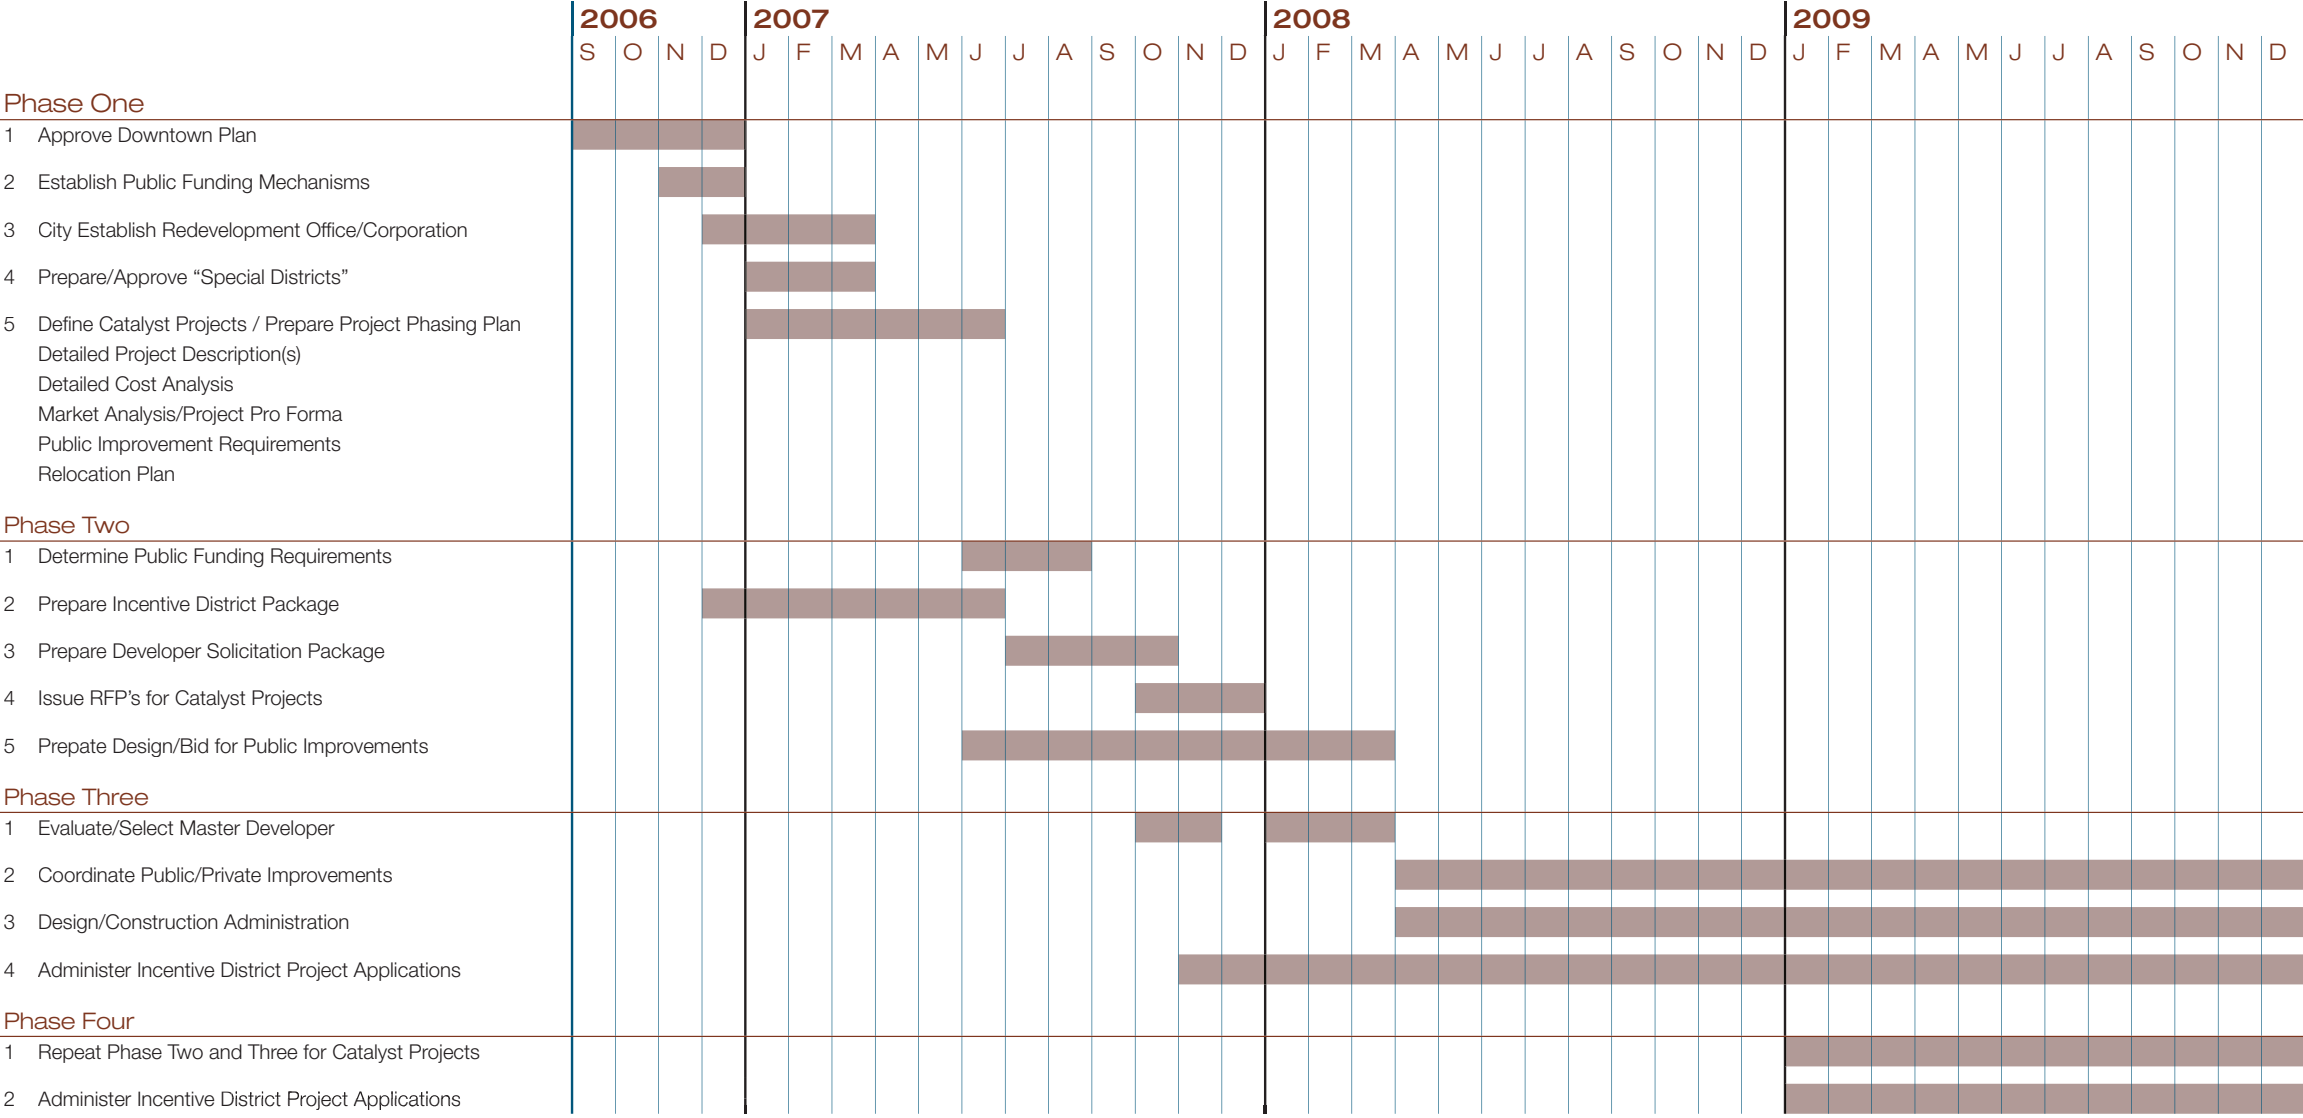 2006 2007 2008 2009
S O N D J F M A M J J A S O N D J F M A M J J A S O N D J F M A M J J A S O N D
Phase One
1 Approve Downtown Plan
2 Establish Public Funding Mechanisms
3 City Establish Redevelopment Office/Corporation
4 Prepare/Approve “Special Districts”
5 Define Catalyst Projects / Prepare Project Phasing Plan
Detailed Project Description(s)
Detailed Cost Analysis
Market Analysis/Project Pro Forma
Public Improvement Requirements
Relocation Plan
Phase Two
1 Determine Public Funding Requirements
2 Prepare Incentive District Package
3 Prepare Developer Solicitation Package
4 Issue RFP’s for Catalyst Projects
5 Prepate Design/Bid for Public Improvements
Phase Three
1 Evaluate/Select Master Developer
2 Coordinate Public/Private Improvements
3 Design/Construction Administration
4 Administer Incentive District Project Applications
Phase Four
1 Repeat Phase Two and Three for Catalyst Projects
2 Administer Incentive District Project Applications